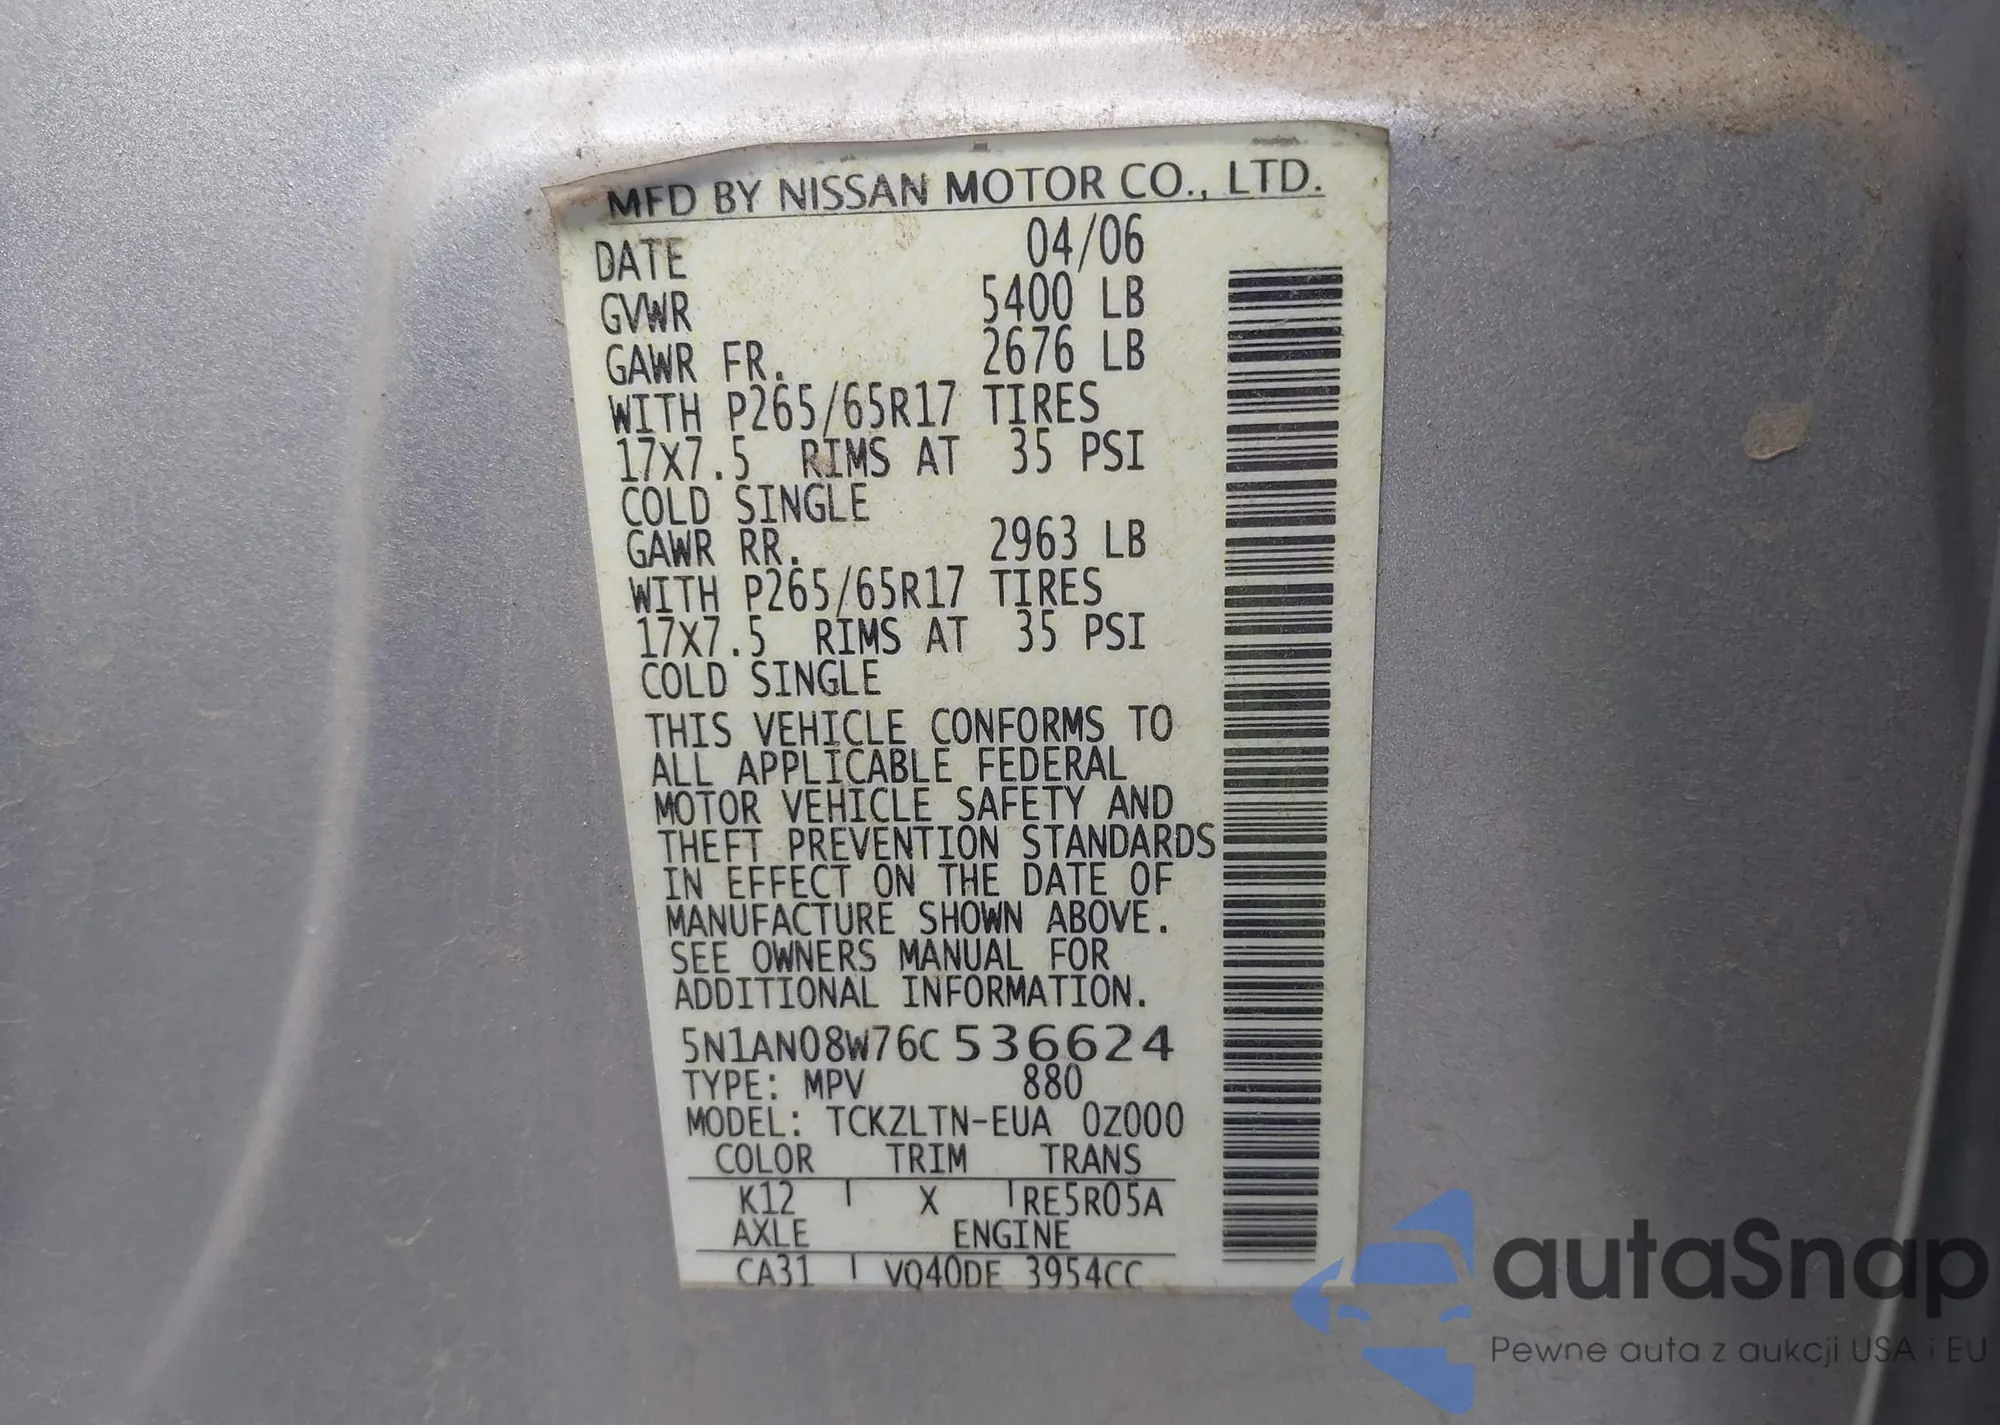 MFD BY NISSAN MOTOR CO., LTD.
DATE 04/06
GVWR 5400 LB
GAWR FR. 2676 LB
WITH P265/65R17 TIRES
17X7.5 RIMS AT 35 PSI
COLD SINGLE
GAWR RR. 2963 LB
WITH P265/65R17 TIRES
17X7.5 RIMS AT 35 PSI
COLD SINGLE
THIS VEHICLE CONFORMS TO
ALL APPLICABLE FEDERAL
MOTOR VEHICLE SAFETY AND
THEFT PREVENTION STANDARDS
IN EFFECT ON THE DATE OF
MANUFACTURE SHOWN ABOVE.
SEE OWNERS MANUAL FOR
ADDITIONAL INFORMATION.
5N1AN08W76C536624
TYPE: MPV 880
MODEL: TCKZLTN-EUA 0Z000
COLOR TRIM TRANS
K12 X RE5R05A
AXLE ENGINE
CA31 VQ40DE 3954CC
autaSnap
Pewne auta z aukcji USA i EU